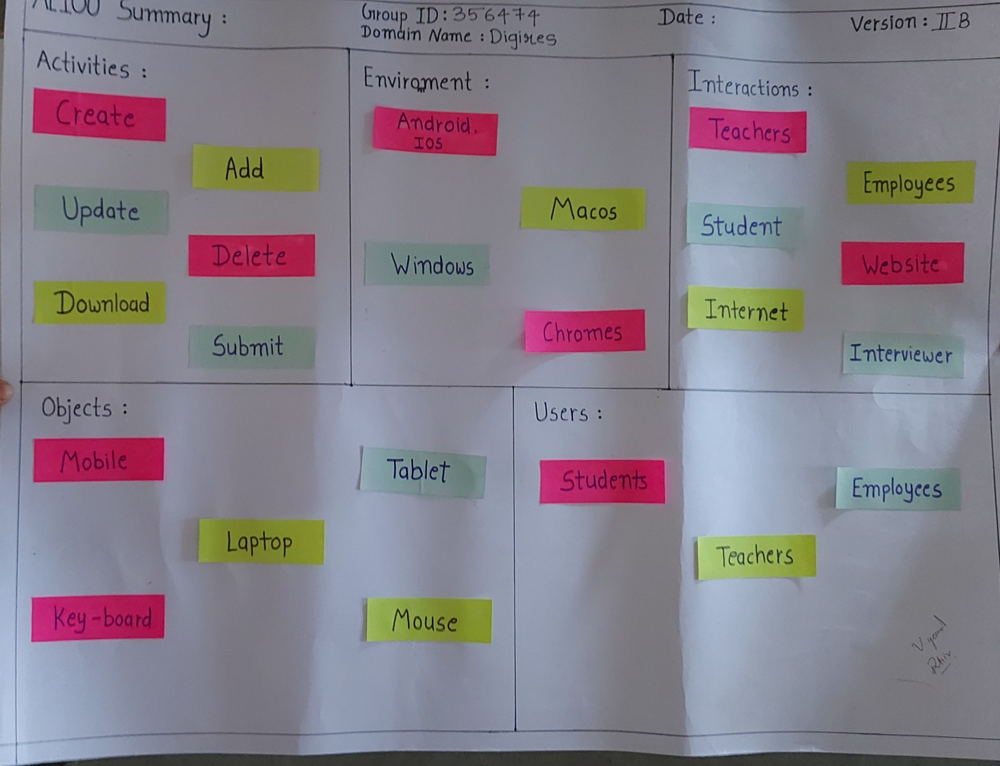 AEIOU Summary :
Group ID: 356474
Domain Name : Digires
Date :
Version : II B
Activities :
Create
Add
Update
Delete
Download
Submit
Enviroment :
Android.
IOS
Macos
Windows
Chromes
Interactions :
Teachers
Employees
Student
Website
Internet
Interviewer
Objects :
Mobile
Tablet
Laptop
Key-board
Mouse
Users :
Students
Employees
Teachers